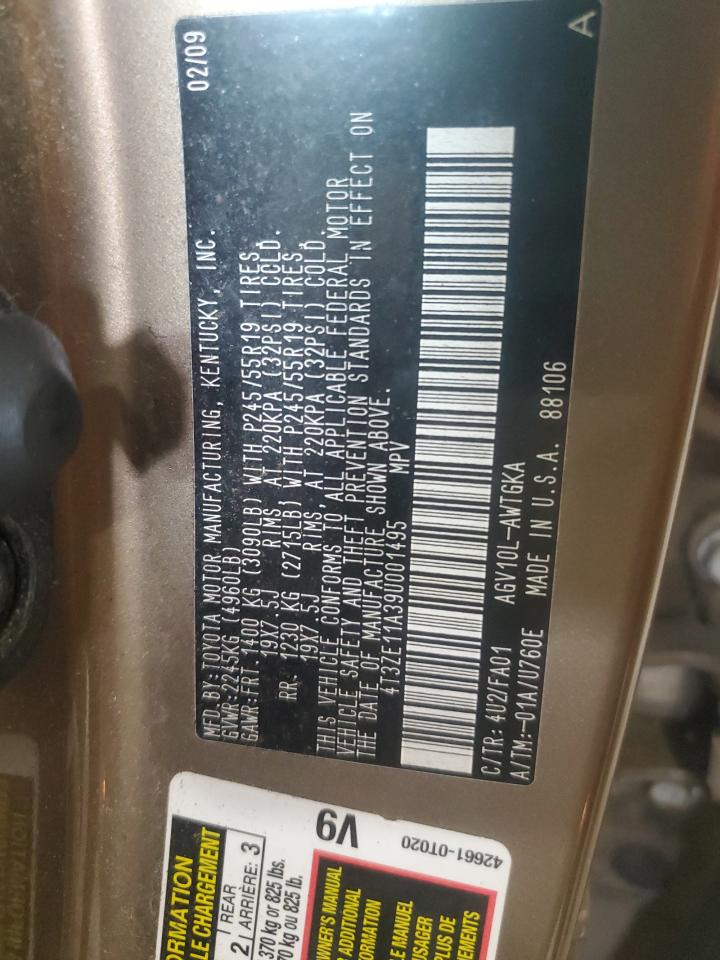 MFD.BY:TOYOTA MOTOR MANUFACTURING, KENTUCKY, INC. 02/09
GVWR:2245KG (4960LB)
GAWR:FRT.1400 KG (3090LB) WITH P245/55R19 TIRES,
19X7.5J RIMS, AT 220KPA (32PSI) COLD.
RR. 1230 KG (2715LB) WITH P245/55R19 TIRES,
19X7.5J RIMS, AT 220KPA (32PSI) COLD.
THIS VEHICLE CONFORMS TO ALL APPLICABLE FEDERAL MOTOR
VEHICLE SAFETY AND THEFT PREVENTION STANDARDS IN EFFECT ON
THE DATE OF MANUFACTURE SHOWN ABOVE.
4T3ZE11A39U001495 MPV
C/TR: 4U2/FA01 AGV10L-AWTGKA
A/TM:-01A/U760E MADE IN U.S.A. 88106
A
V9
42661-0T020
ORMATION
LE CHARGEMENT
2 REAR
ARRIÈRE: 3
370 kg or 825 lbs.
70 kg ou 825 lb.
WNER'S MANUAL
R ADDITIONAL
ORMATION
LE MANUEL
USAGER
PLUS DE
EMENTS